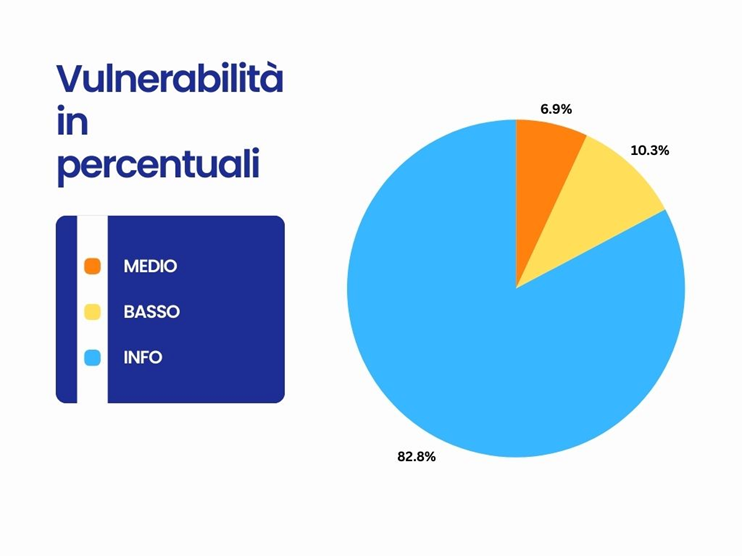 Vulnerabilità
in
percentuali
MEDIO
BASSO
INFO
6.9%
10.3%
82.8%